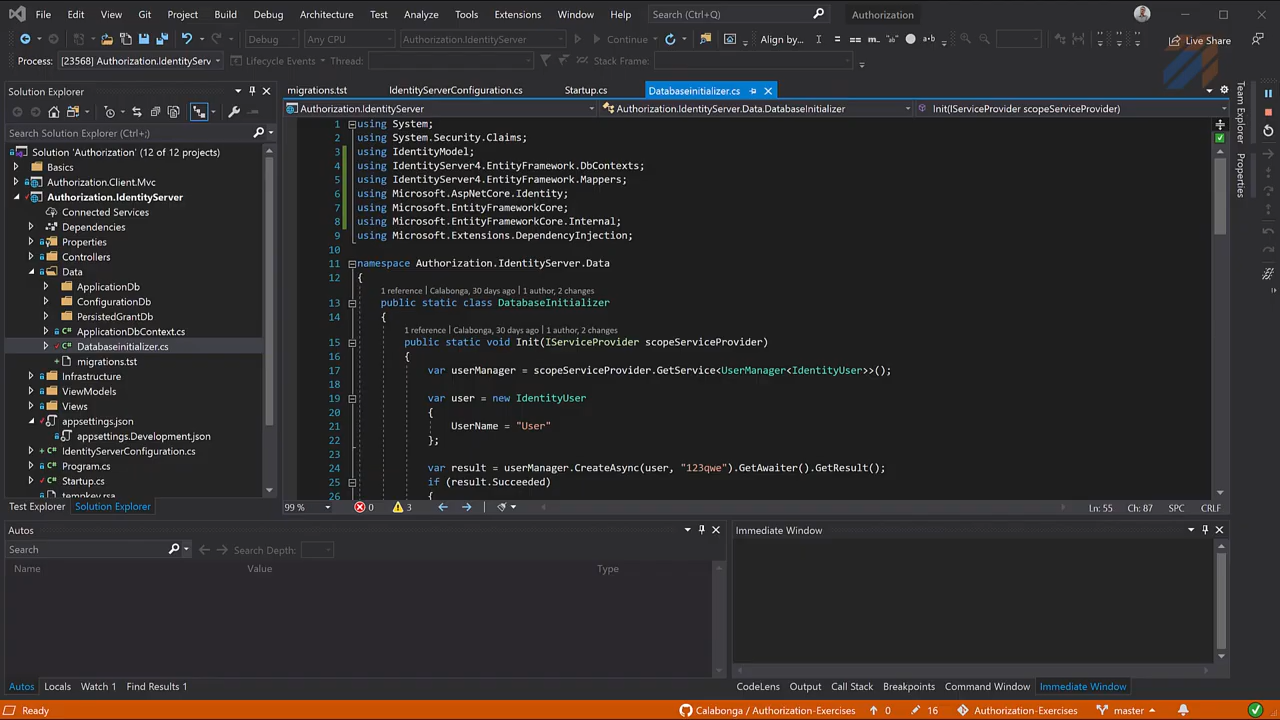 File Edit View Git Project Build Debug Architecture Test Analyze Tools Extensions Window Help Search (Ctrl+Q) Authorization
Debug Any CPU Authorization.IdentityServer Continue Align by... Live Share
Process: [23568] Authorization.IdentityServ Lifecycle Events Thread: Stack Frame:
Solution Explorer
Search Solution Explorer (Ctrl+;)
Solution 'Authorization' (12 of 12 projects)
Basics
Authorization.Client.Mvc
Authorization.IdentityServer
Connected Services
Dependencies
Properties
Controllers
Data
ApplicationDb
ConfigurationDb
PersistedGrantDb
ApplicationDbContext.cs
Databaseinitializer.cs
migrations.tst
Infrastructure
ViewModels
Views
appsettings.json
appsettings.Development.json
IdentityServerConfiguration.cs
Program.cs
Startup.cs
tempkey.rsa
Test Explorer Solution Explorer
migrations.tst IdentityServerConfiguration.cs Startup.cs Databaseinitializer.cs
Authorization.IdentityServer Authorization.IdentityServer.Data.DatabaseInitializer Init(IServiceProvider scopeServiceProvider)
1 using System;
2 using System.Security.Claims;
3 using IdentityModel;
4 using IdentityServer4.EntityFramework.DbContexts;
5 using IdentityServer4.EntityFramework.Mappers;
6 using Microsoft.AspNetCore.Identity;
7 using Microsoft.EntityFrameworkCore;
8 using Microsoft.EntityFrameworkCore.Internal;
9 using Microsoft.Extensions.DependencyInjection;
10
11 namespace Authorization.IdentityServer.Data
12 {
1 reference | Calabonga, 30 days ago | 1 author, 2 changes
13 public static class DatabaseInitializer
14 {
1 reference | Calabonga, 30 days ago | 1 author, 2 changes
15 public static void Init(IServiceProvider scopeServiceProvider)
16 {
17 var userManager = scopeServiceProvider.GetService<UserManager<IdentityUser>>();
18
19 var user = new IdentityUser
20 {
21 UserName = "User"
22 };
23
24 var result = userManager.CreateAsync(user, "123qwe").GetAwaiter().GetResult();
25 if (result.Succeeded)
26 {
99 % 0 3 Ln: 55 Ch: 87 SPC CRLF
Team Explorer
Properties
Autos
Search Search Depth:
Name Value Type
Autos Locals Watch 1 Find Results 1
Immediate Window
CodeLens Output Call Stack Breakpoints Command Window Immediate Window
Ready Calabonga / Authorization-Exercises 0 16 Authorization-Exercises master